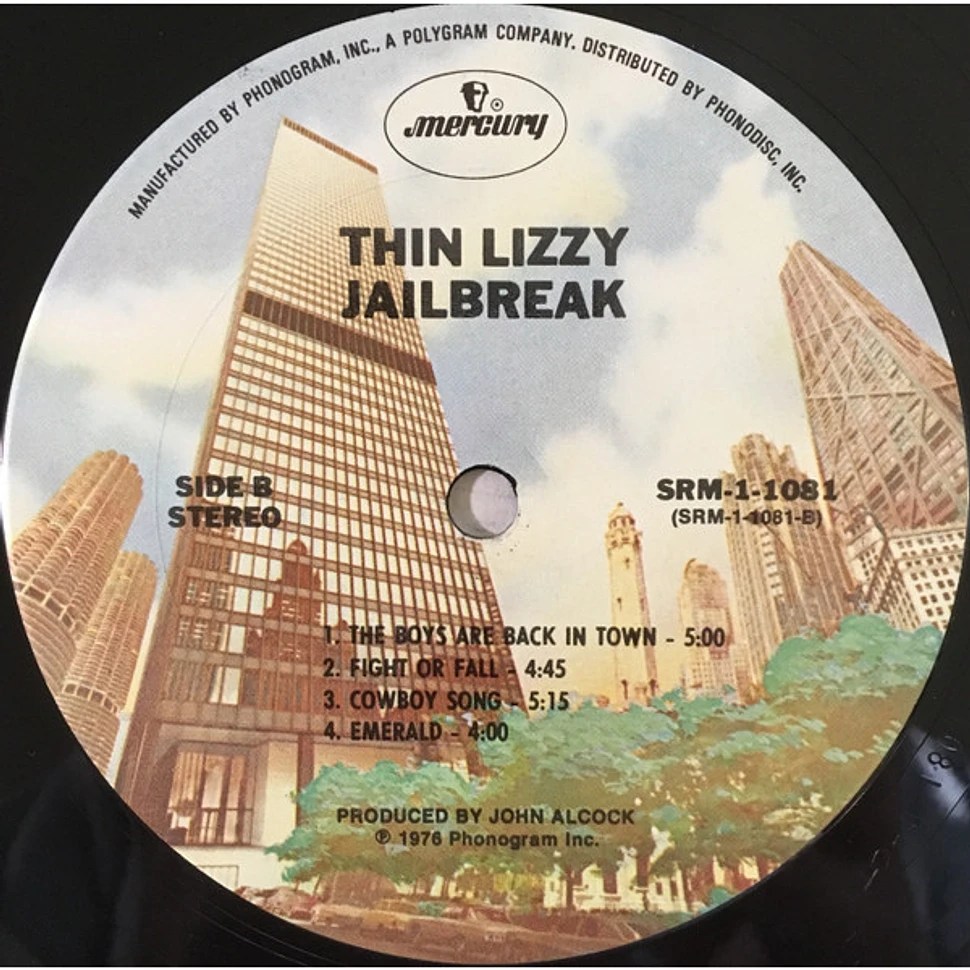 MANUFACTURED BY PHONOGRAM, INC., A POLYGRAM COMPANY. DISTRIBUTED BY PHONODISC, INC.
mercury
THIN LIZZY
JAILBREAK
SIDE B
STEREO
SRM-1-1081
(SRM-1-1081-B)
1. THE BOYS ARE BACK IN TOWN - 5:00
2. FIGHT OR FALL - 4:45
3. COWBOY SONG - 5:15
4. EMERALD - 4:00
PRODUCED BY JOHN ALCOCK
℗ 1976 Phonogram Inc.